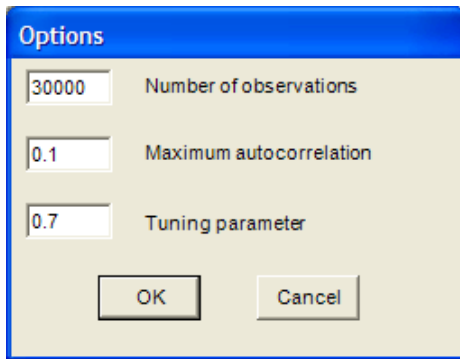 Options
30000 Number of observations
0.1 Maximum autocorrelation
0.7 Tuning parameter
OK Cancel